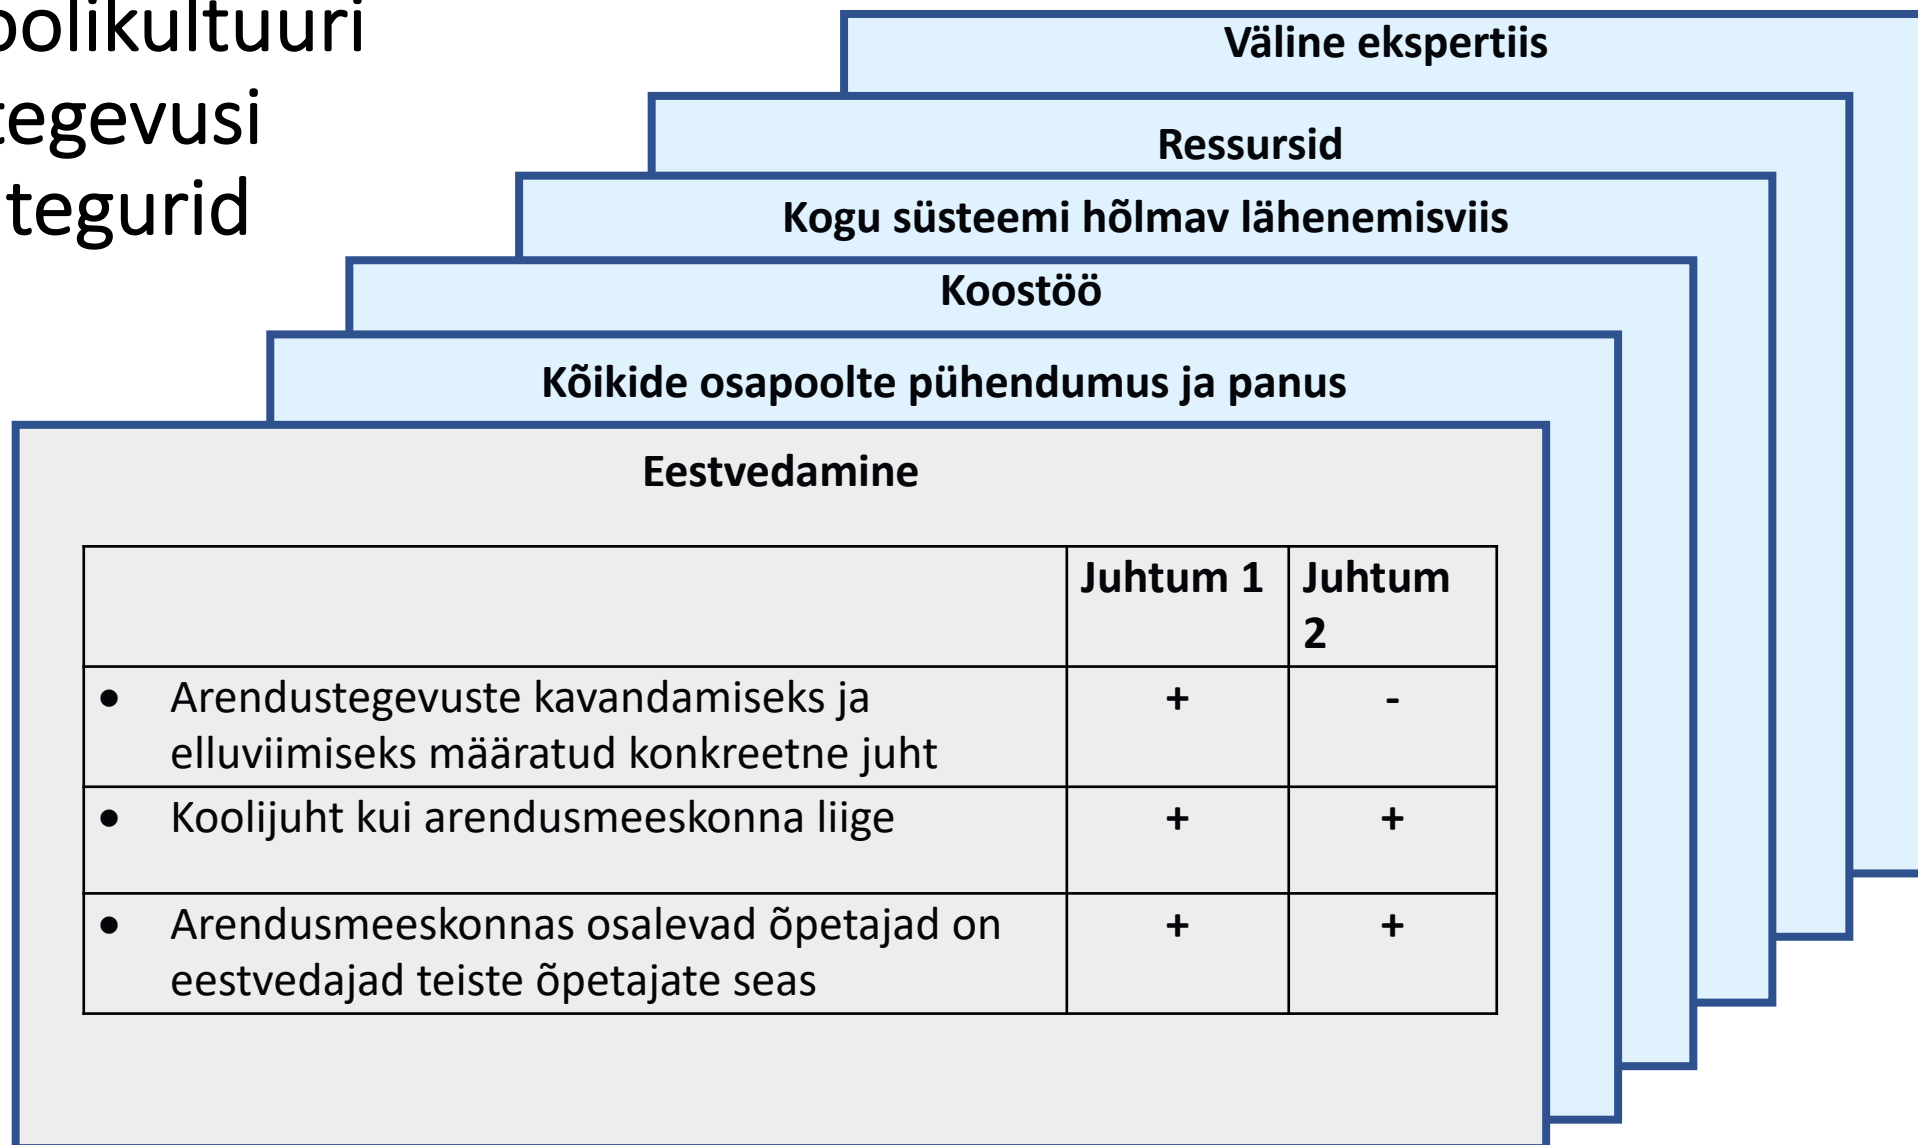 oolikultuuri
tegevusi
tegurid
Väline ekspertiis
Ressursid
Kogu süsteemi hõlmav lähenemisviis
Koostöö
Kõikide osapoolte pühendumus ja panus
Eestvedamine
Juhtum 1 Juhtum
2
• Arendustegevuste kavandamiseks ja + -
elluviimiseks määratud konkreetne juht
• Koolijuht kui arendusmeeskonna liige + +
• Arendusmeeskonnas osalevad õpetajad on + +
eestvedajad teiste õpetajate seas